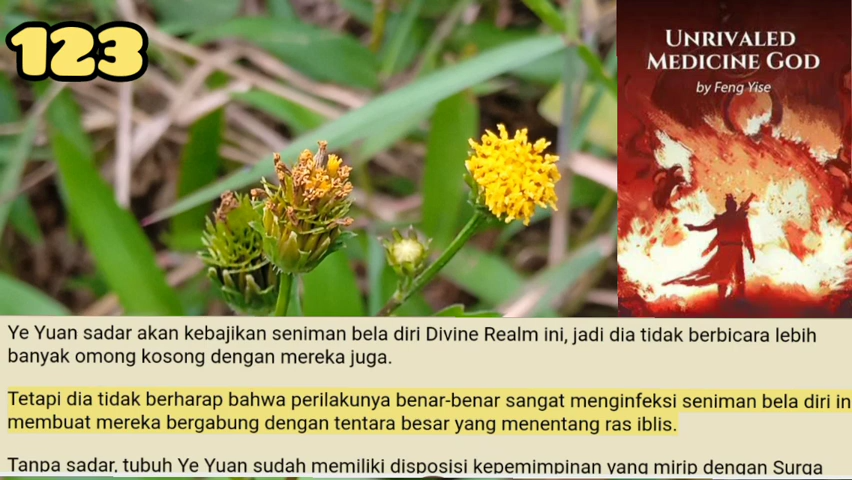 123
UNRIVALED
MEDICINE GOD
by Feng Yise
Ye Yuan sadar akan kebajikan seniman bela diri Divine Realm ini, jadi dia tidak berbicara lebih
banyak omong kosong dengan mereka juga.
Tetapi dia tidak berharap bahwa perilakunya benar-benar sangat menginfeksi seniman bela diri in
membuat mereka bergabung dengan tentara besar yang menentang ras iblis.
Tanpa sadar, tubuh Ye Yuan sudah memiliki disposisi kepemimpinan yang mirip dengan Surga